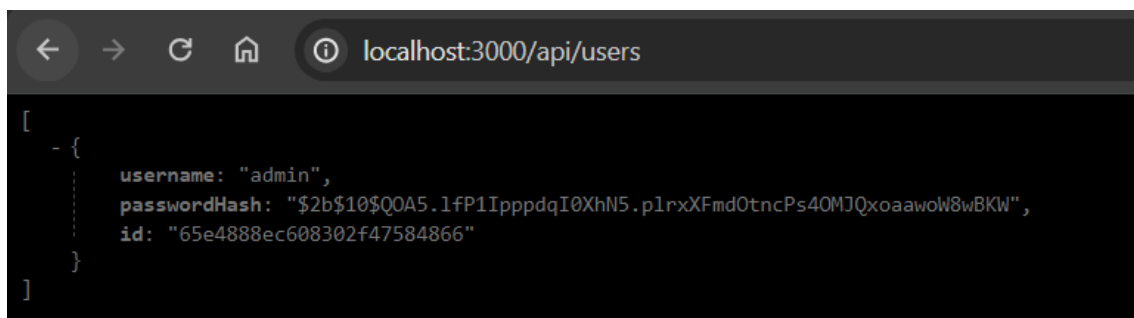 localhost:3000/api/users
[
- {
username: "admin",
passwordHash: "$2b$10$QOA5.lfP1IpppdqI0XhN5.plrxXFmdOtncPs4OMJQxoaawoW8wBKW",
id: "65e4888ec608302f47584866"
}
]